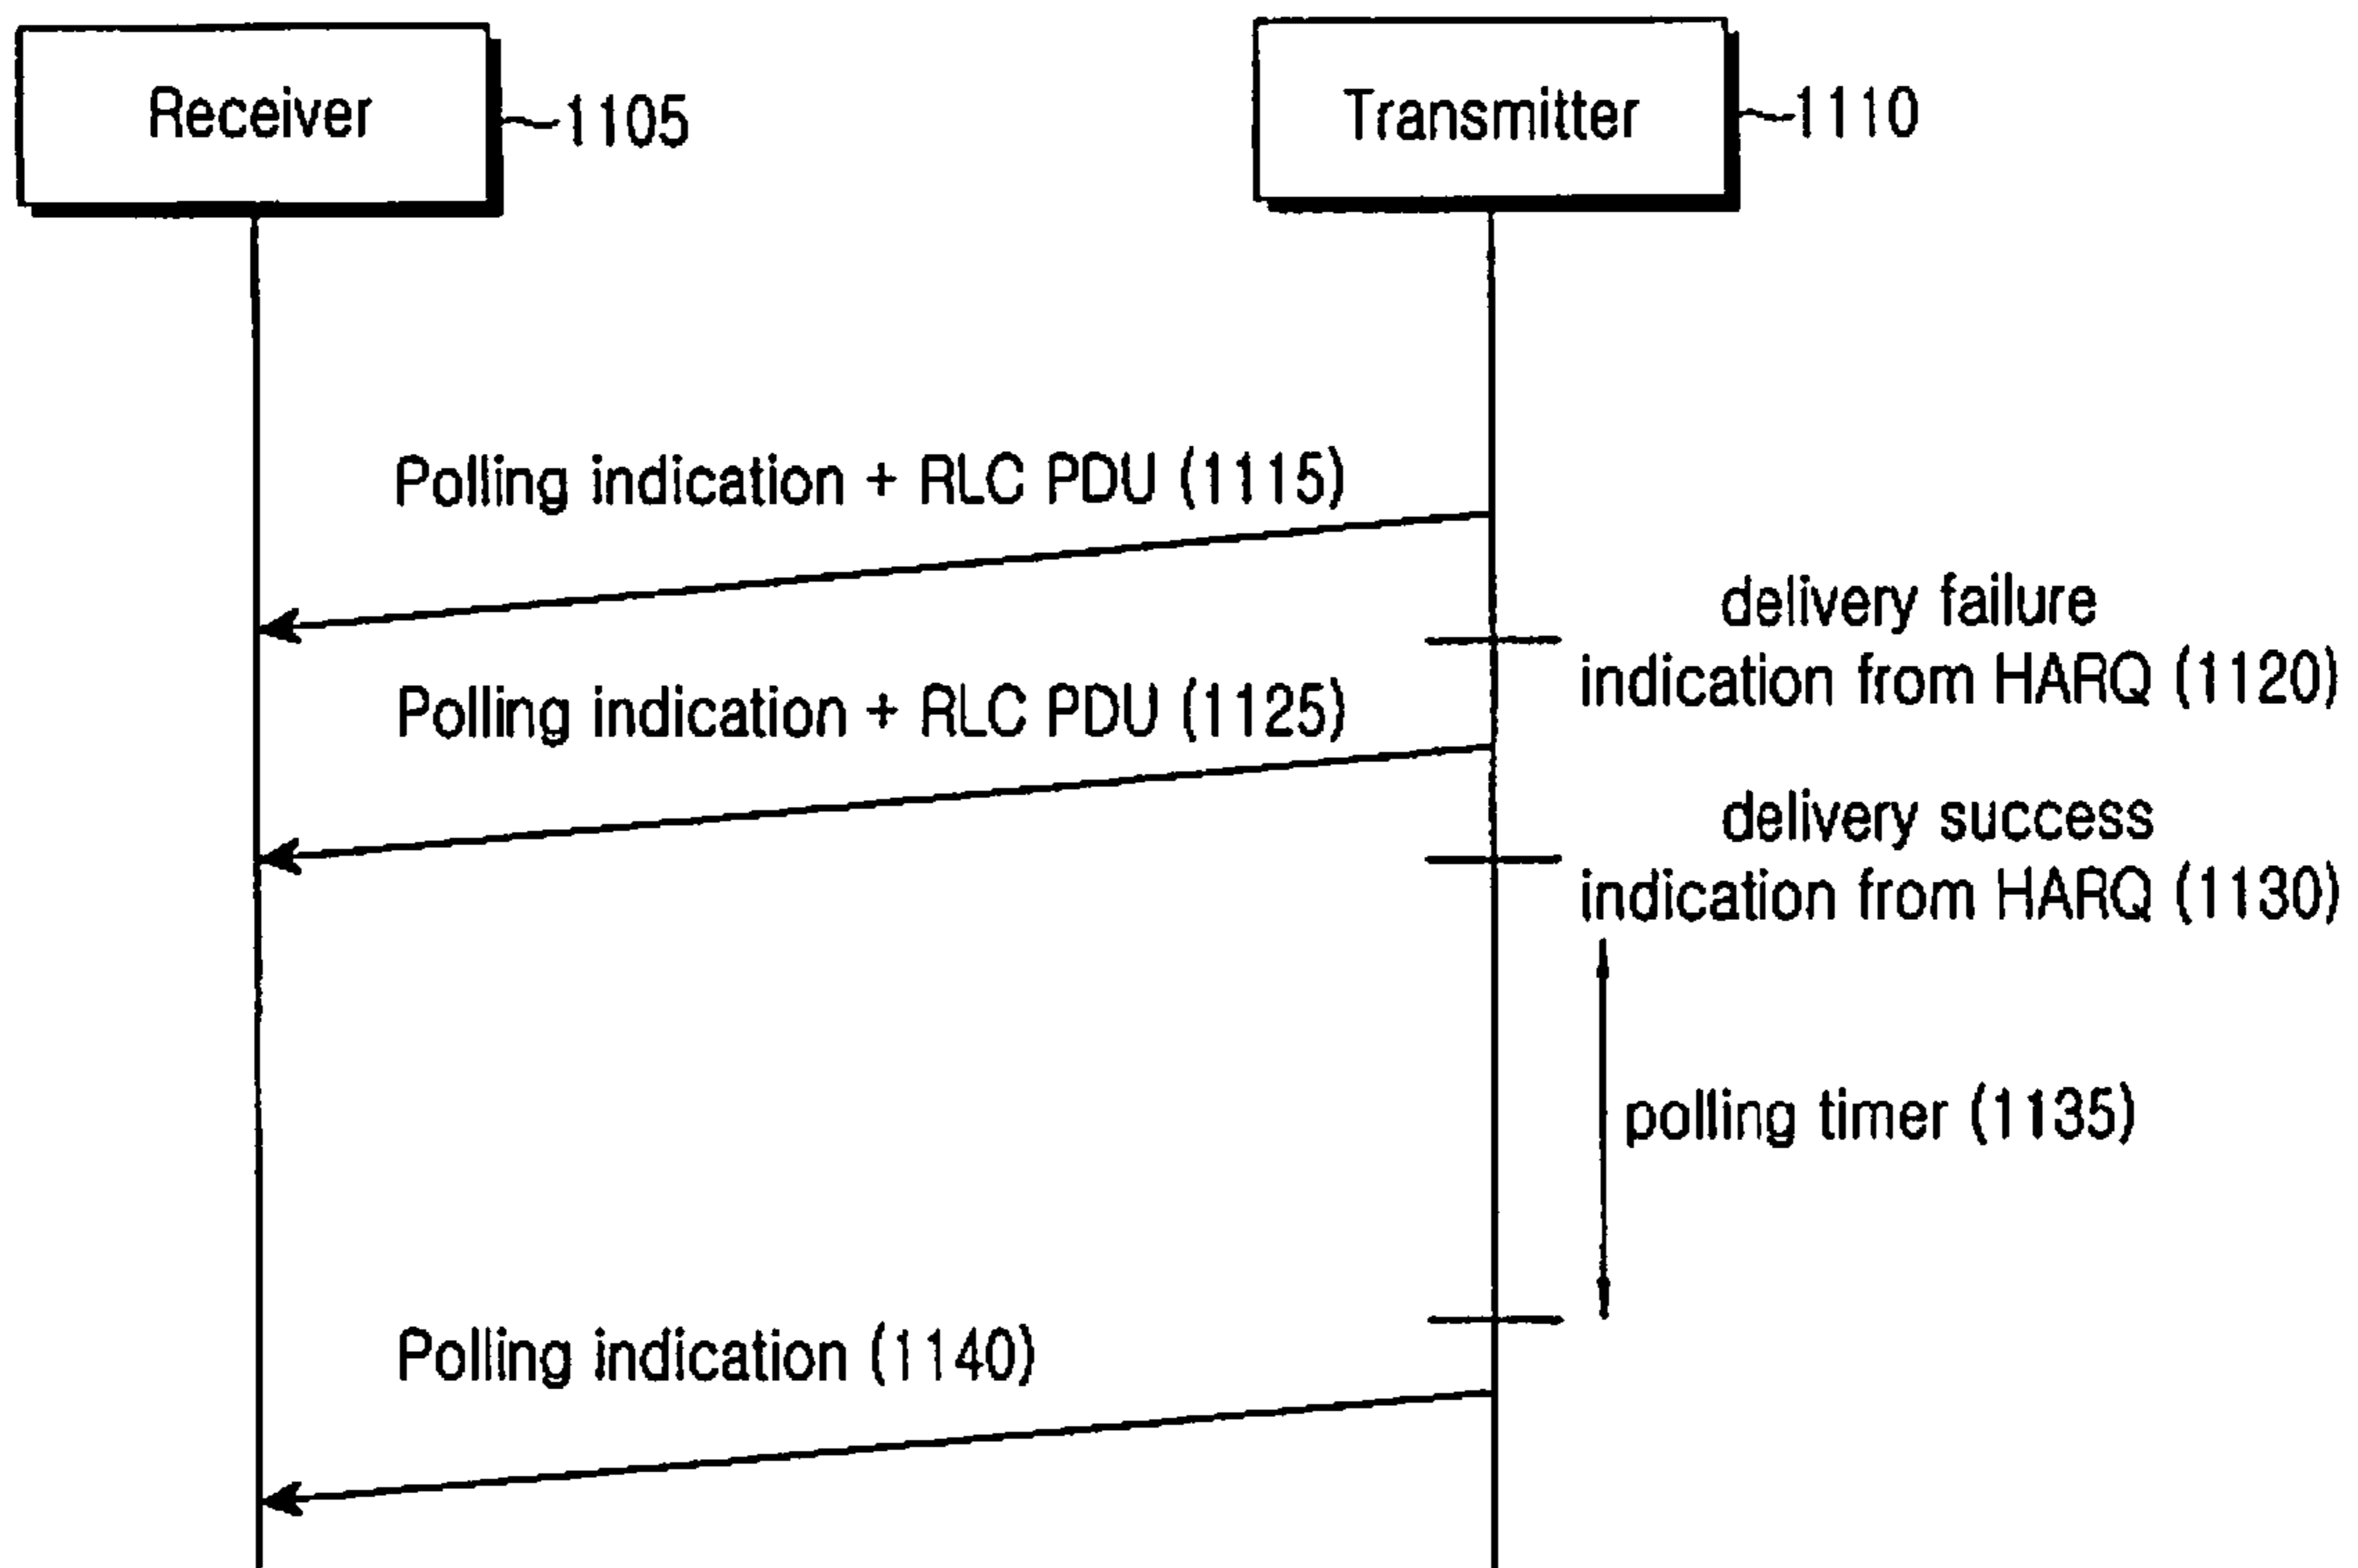 Receiver
1105
Transmitter
1110
Polling indication + RLC PDU (1115)
delivery failure
indication from HARQ (1120)
Polling indication + RLC PDU (1125)
delivery success
indication from HARQ (1130)
polling timer (1135)
Polling indication (1140)